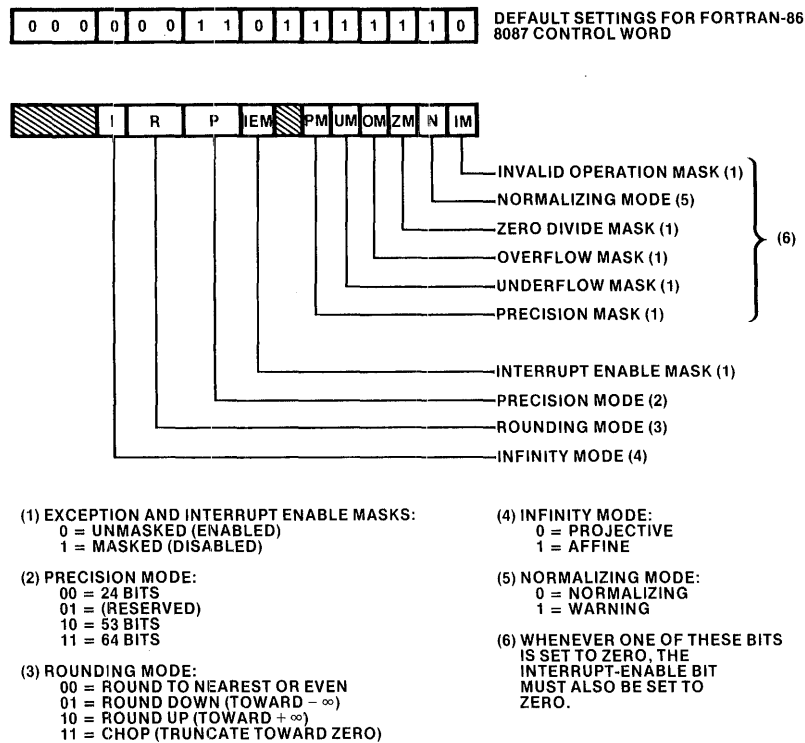 0 0 0 0 0 0 1 1 0 1 1 1 1 1 1 0
DEFAULT SETTINGS FOR FORTRAN-86
8087 CONTROL WORD
I R P IEM PM UM OM ZM N IM
INVALID OPERATION MASK (1)
NORMALIZING MODE (5)
ZERO DIVIDE MASK (1)
(6)
OVERFLOW MASK (1)
UNDERFLOW MASK (1)
PRECISION MASK (1)
INTERRUPT ENABLE MASK (1)
PRECISION MODE (2)
ROUNDING MODE (3)
INFINITY MODE (4)
(1) EXCEPTION AND INTERRUPT ENABLE MASKS:
0 = UNMASKED (ENABLED)
1 = MASKED (DISABLED)
(2) PRECISION MODE:
00 = 24 BITS
01 = (RESERVED)
10 = 53 BITS
11 = 64 BITS
(3) ROUNDING MODE:
00 = ROUND TO NEAREST OR EVEN
01 = ROUND DOWN (TOWARD − ∞)
10 = ROUND UP (TOWARD + ∞)
11 = CHOP (TRUNCATE TOWARD ZERO)
(4) INFINITY MODE:
0 = PROJECTIVE
1 = AFFINE
(5) NORMALIZING MODE:
0 = NORMALIZING
1 = WARNING
(6) WHENEVER ONE OF THESE BITS
IS SET TO ZERO, THE
INTERRUPT-ENABLE BIT
MUST ALSO BE SET TO
ZERO.